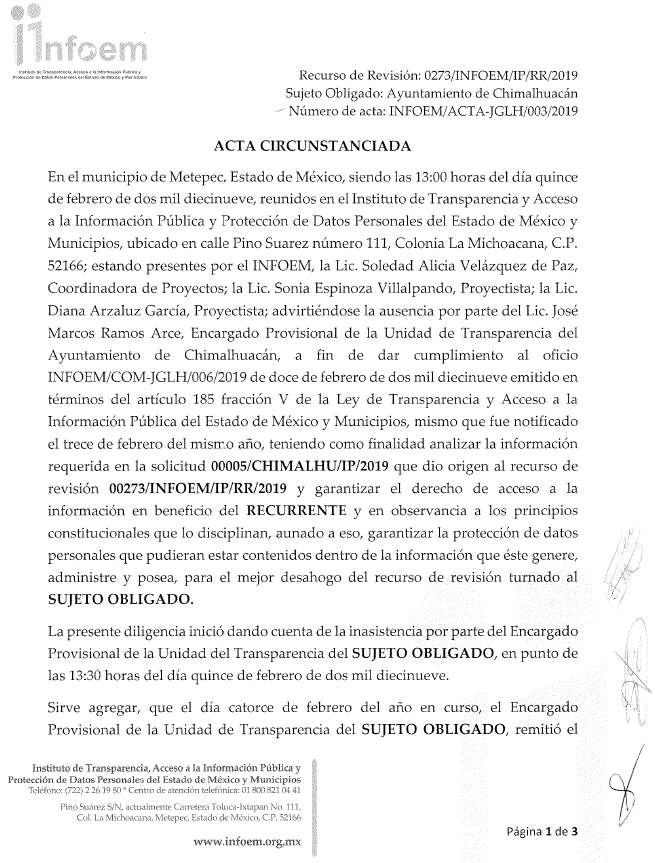 infoem
Instituto de Transparencia, Acceso a la Información Pública y
Protección de Datos Personales del Estado de México y Municipios
Recurso de Revisión: 0273/INFOEM/IP/RR/2019
Sujeto Obligado: Ayuntamiento de Chimalhuacán
Número de acta: INFOEM/ACTA-JGLH/003/2019
ACTA CIRCUNSTANCIADA
En el municipio de Metepec, Estado de México, siendo las 13:00 horas del día quince
de febrero de dos mil diecinueve, reunidos en el Instituto de Transparencia y Acceso
a la Información Pública y Protección de Datos Personales del Estado de México y
Municipios, ubicado en calle Pino Suarez número 111, Colonia La Michoacana, C.P.
52166; estando presentes por el INFOEM, la Lic. Soledad Alicia Velázquez de Paz,
Coordinadora de Proyectos; la Lic. Sonia Espinoza Villalpando, Proyectista; la Lic.
Diana Arzaluz García, Proyectista; advirtiéndose la ausencia por parte del Lic. José
Marcos Ramos Arce, Encargado Provisional de la Unidad de Transparencia del
Ayuntamiento de Chimalhuacán, a fin de dar cumplimiento al oficio
INFOEM/COM-JGLH/006/2019 de doce de febrero de dos mil diecinueve emitido en
términos del artículo 185 fracción V de la Ley de Transparencia y Acceso a la
Información Pública del Estado de México y Municipios, mismo que fue notificado
el trece de febrero del mismo año, teniendo como finalidad analizar la información
requerida en la solicitud 00005/CHIMALHU/IP/2019 que dio origen al recurso de
revisión 00273/INFOEM/IP/RR/2019 y garantizar el derecho de acceso a la
información en beneficio del RECURRENTE y en observancia a los principios
constitucionales que lo disciplinan, aunado a eso, garantizar la protección de datos
personales que pudieran estar contenidos dentro de la información que éste genere,
administre y posea, para el mejor desahogo del recurso de revisión turnado al
SUJETO OBLIGADO.
La presente diligencia inició dando cuenta de la inasistencia por parte del Encargado
Provisional de la Unidad del Transparencia del SUJETO OBLIGADO, en punto de
las 13:30 horas del día quince de febrero de dos mil diecinueve.
Sirve agregar, que el día catorce de febrero del año en curso, el Encargado
Provisional de la Unidad de Transparencia del SUJETO OBLIGADO, remitió el
Instituto de Transparencia, Acceso a la Información Pública y
Protección de Datos Personales del Estado de México y Municipios
Teléfono: (722) 2 26 19 80 * Centro de atención telefónica: 01 800 821 04 41
Pino Suárez S/N, actualmente Carretera Toluca-Ixtapan No. 111,
Col. La Michoacana, Metepec, Estado de México, C.P. 52166
www.infoem.org.mx
Página 1 de 3